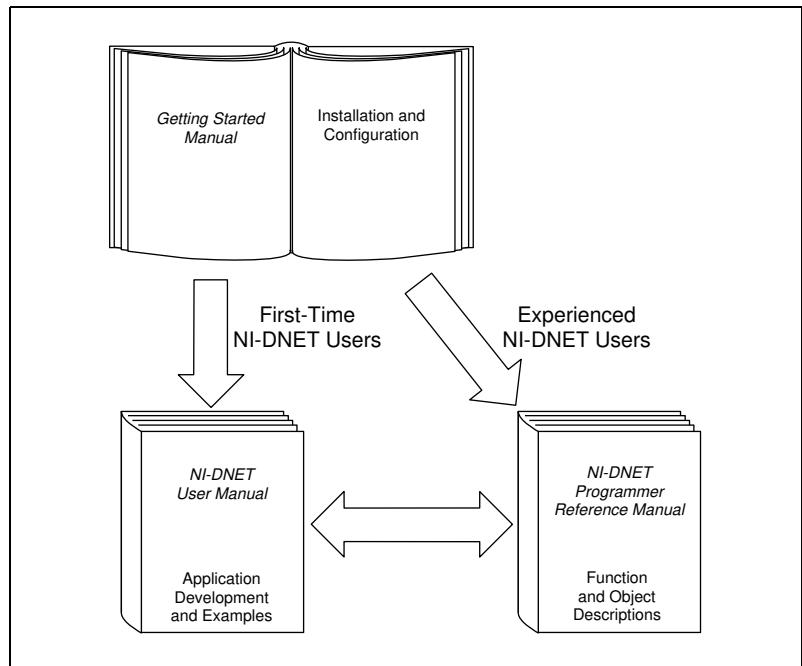 Getting Started
Manual
Installation and
Configuration
First-Time
NI-DNET Users
Experienced
NI-DNET Users
NI-DNET
User Manual
Application
Development
and Examples
NI-DNET
Programmer
Reference Manual
Function
and Object
Descriptions